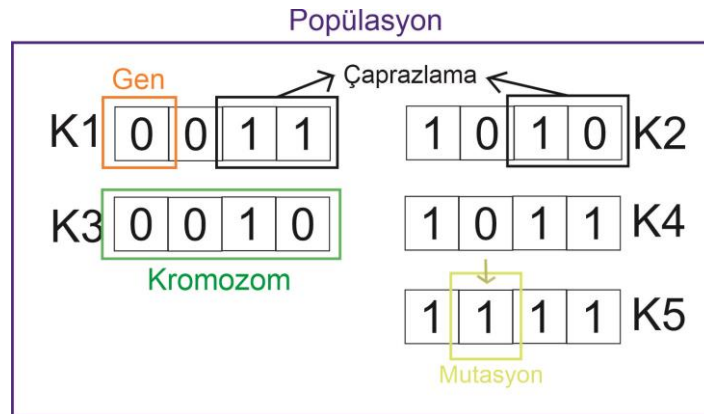 Popülasyon
Gen
Çaprazlama
K1 0 0 1 1
1 0 1 0 K2
K3 0 0 1 0
1 0 1 1 K4
Kromozom
1 1 1 1 K5
Mutasyon